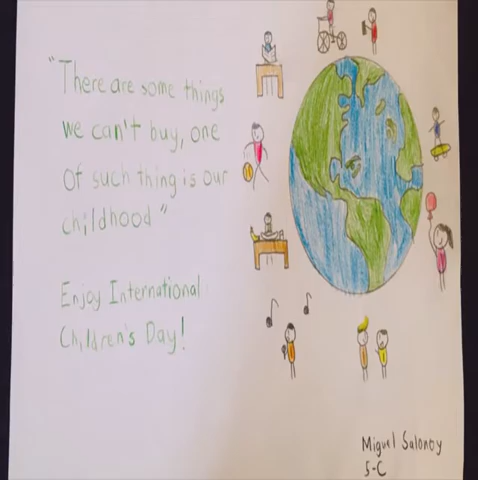 "There are some things
we can't buy, one
of such thing is our
childhood"
Enjoy International
Children's Day!
Miguel Salonoy
5-C